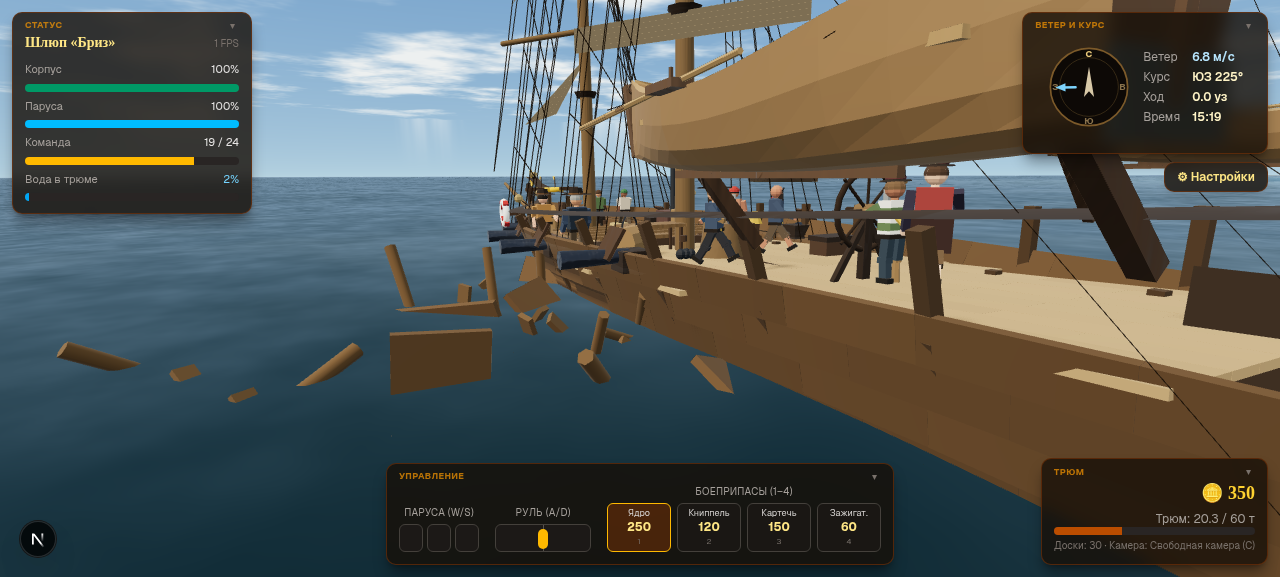 СТАТУС
Шлюп «Бриз»
1 FPS
Корпус 100%
Паруса 100%
Команда 19 / 24
Вода в трюме 2%
ВЕТЕР И КУРС
С
З
В
Ю
Ветер 6.8 м/с
Курс ЮЗ 225°
Ход 0.0 уз
Время 15:19
⚙ Настройки
УПРАВЛЕНИЕ
ПАРУСА (W/S)
РУЛЬ (A/D)
БОЕПРИПАСЫ (1–4)
Ядро
250
1
Книппель
120
2
Картечь
150
3
Зажигат.
60
4
ТРЮМ
350
Трюм: 20.3 / 60 т
Доски: 30 · Камера: Свободная камера (C)
N